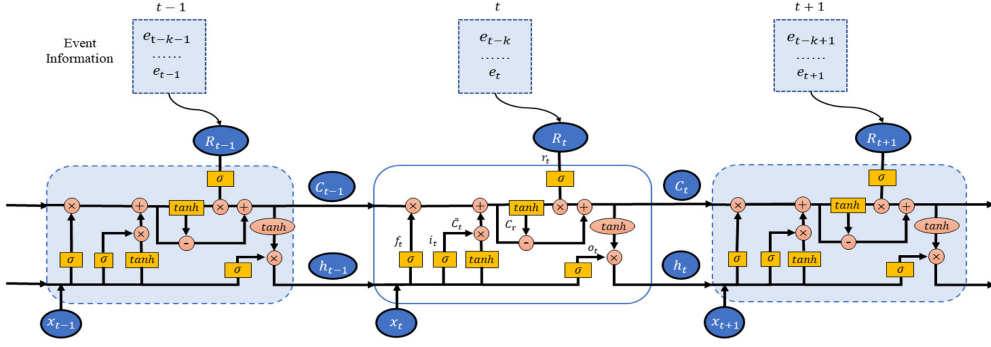 t − 1
t
t + 1
Event
Information
e_{t−k−1}
......
e_{t−1}
e_{t−k}
......
e_t
e_{t−k+1}
......
e_{t+1}
R_{t−1}
R_t
R_{t+1}
r_t
σ
σ
σ
C_{t−1}
C_t
× + tanh × +
× + tanh × +
× + tanh × +
tanh
C̃_t
C_r
tanh
tanh
× -
f_t
i_t
× -
o_t
× -
σ σ tanh σ ×
σ σ tanh σ ×
σ σ tanh σ ×
h_{t−1}
h_t
x_{t−1}
x_t
x_{t+1}